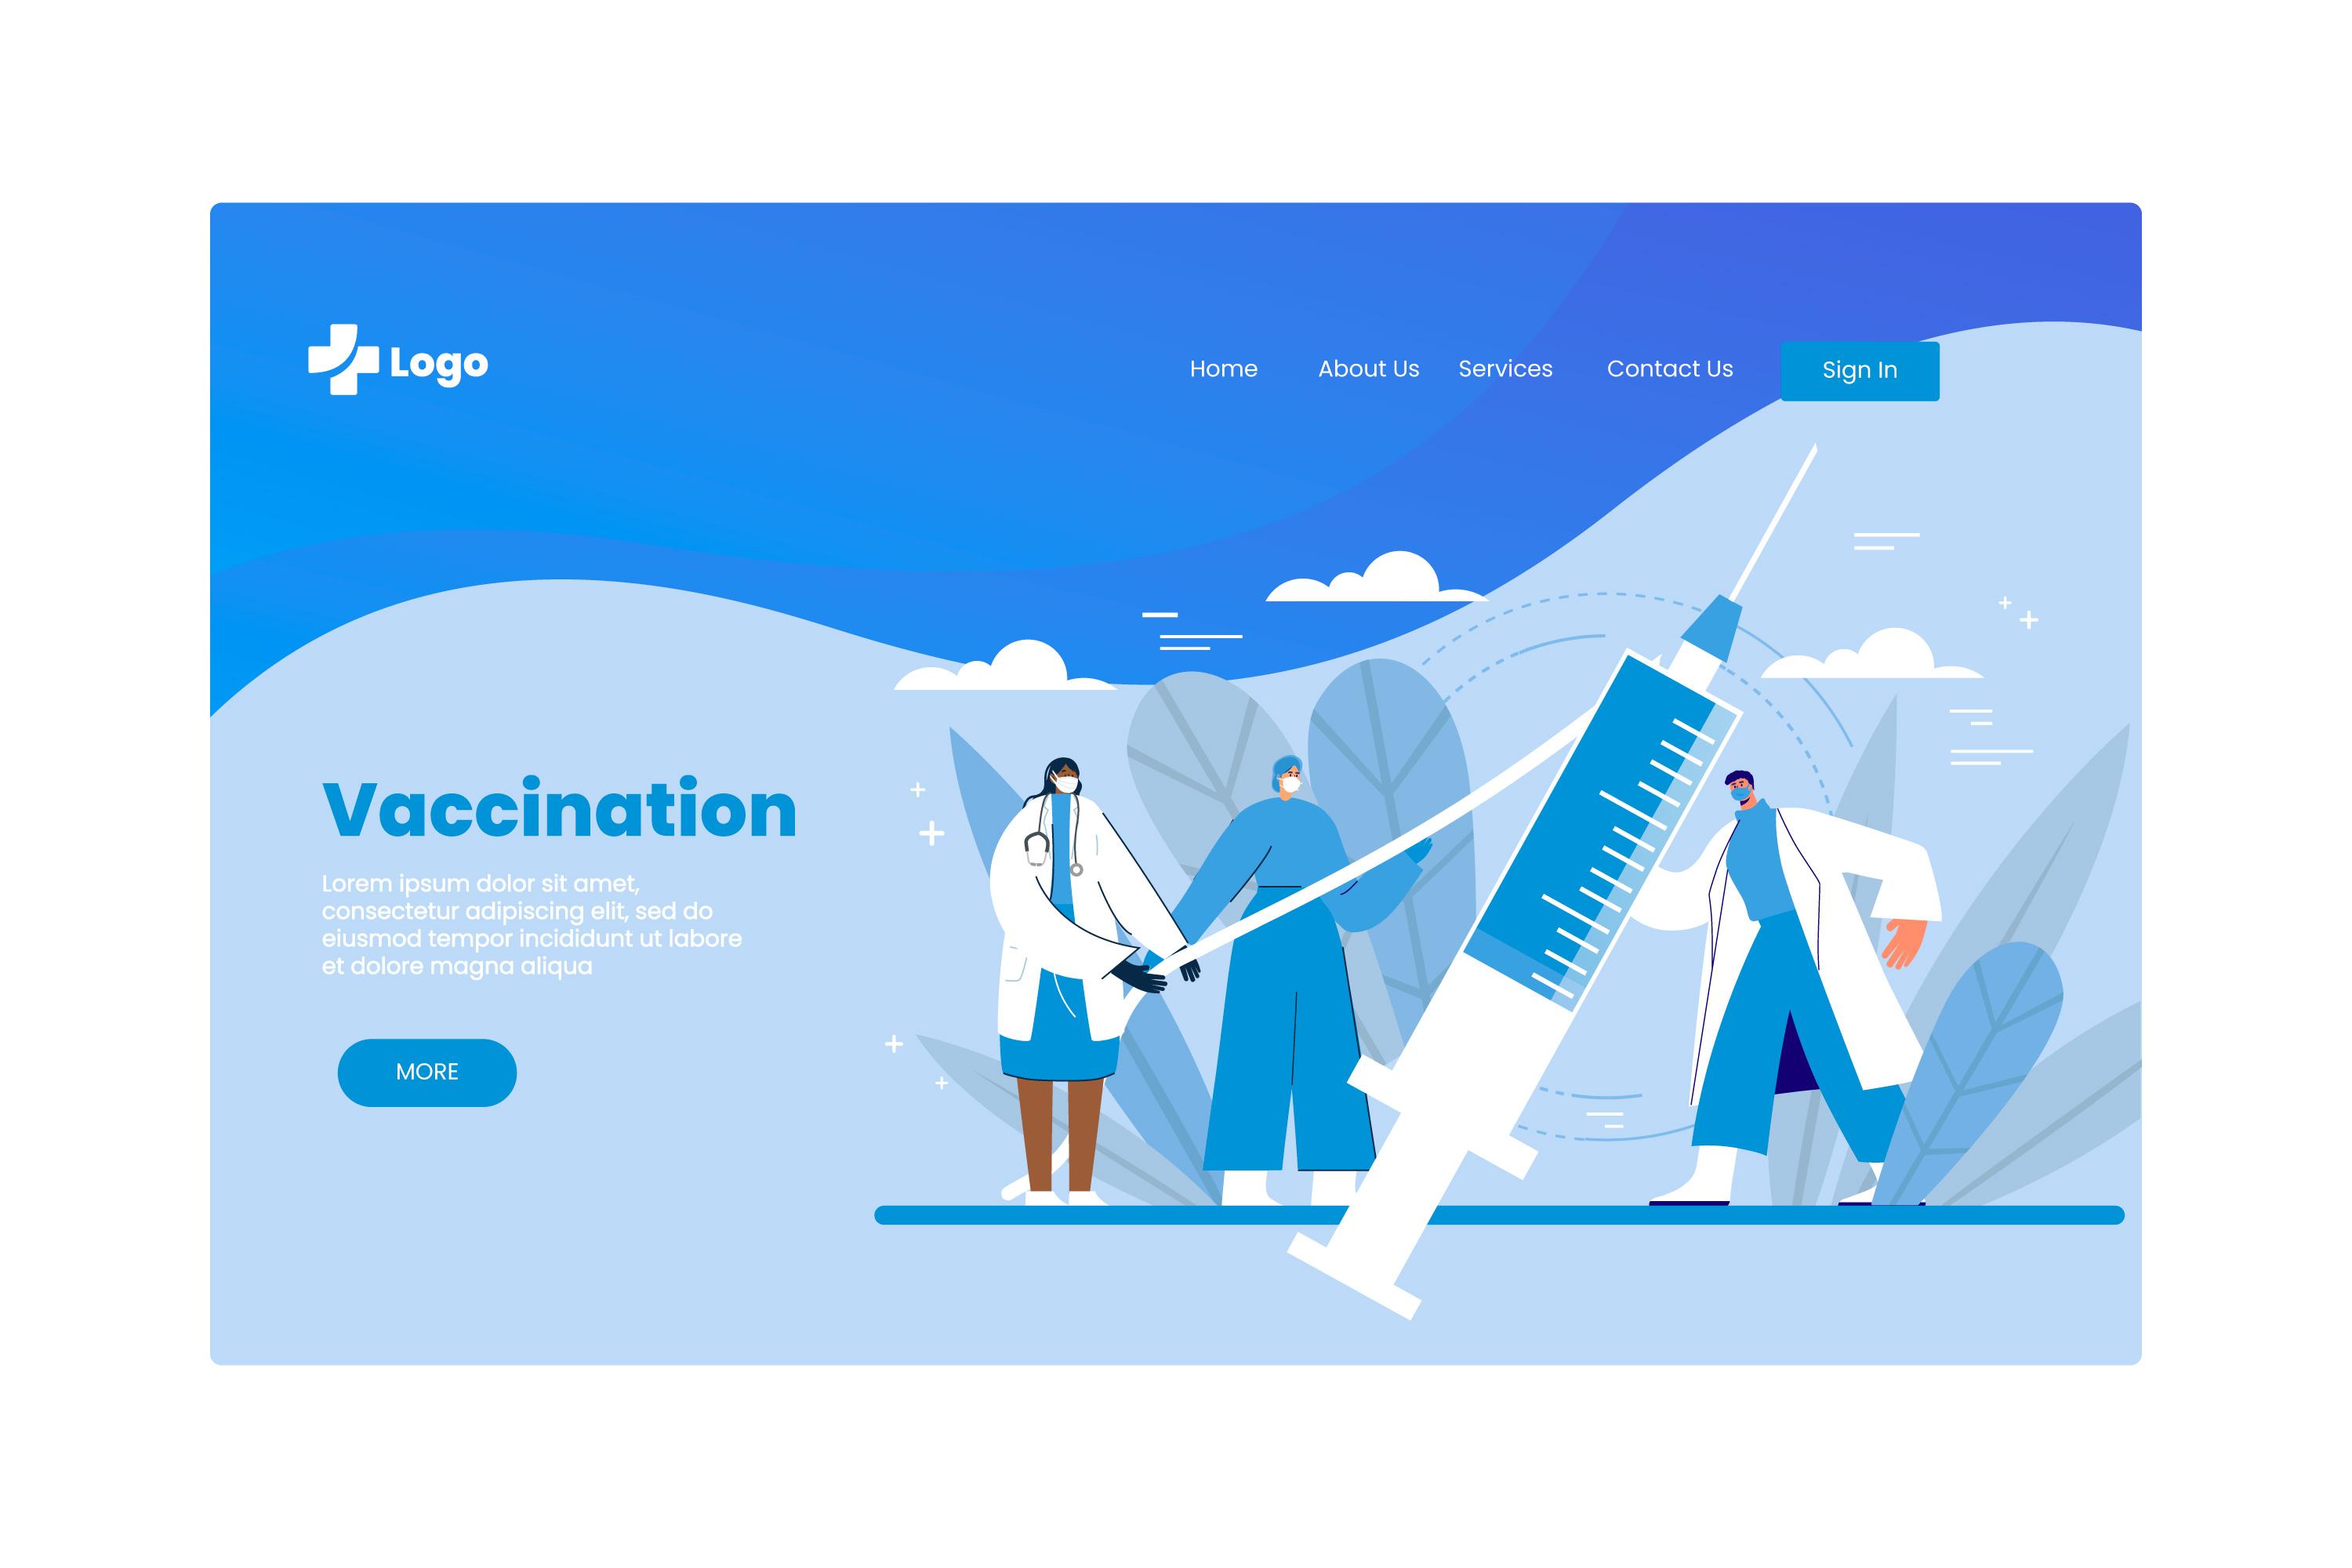 Logo
Home About Us Services Contact Us Sign In
Vaccination
Lorem ipsum dolor sit amet,
consectetur adipiscing elit, sed do
eiusmod tempor incididunt ut labore
et dolore magna aliqua
MORE